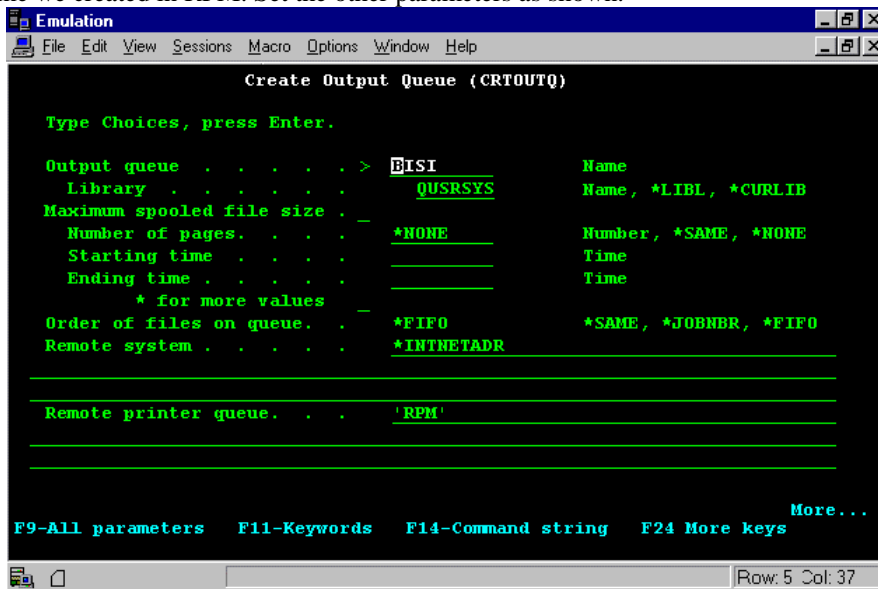 Emulation
File Edit View Sessions Macro Options Window Help
Create Output Queue (CRTOUTQ)
Type Choices, press Enter.
Output queue . . . . . > BISI Name
Library . . . . . . QUSRSYS Name, *LIBL, *CURLIB
Maximum spooled file size . _
Number of pages. . . . *NONE Number, *SAME, *NONE
Starting time . . . . Time
Ending time . . . . . Time
* for more values _
Order of files on queue. . *FIFO *SAME, *JOBNBR, *FIFO
Remote system . . . . . *INTNETADR
Remote printer queue. . . 'RPM'
More...
F9-All parameters F11-Keywords F14-Command string F24 More keys
Row: 5 Col: 37